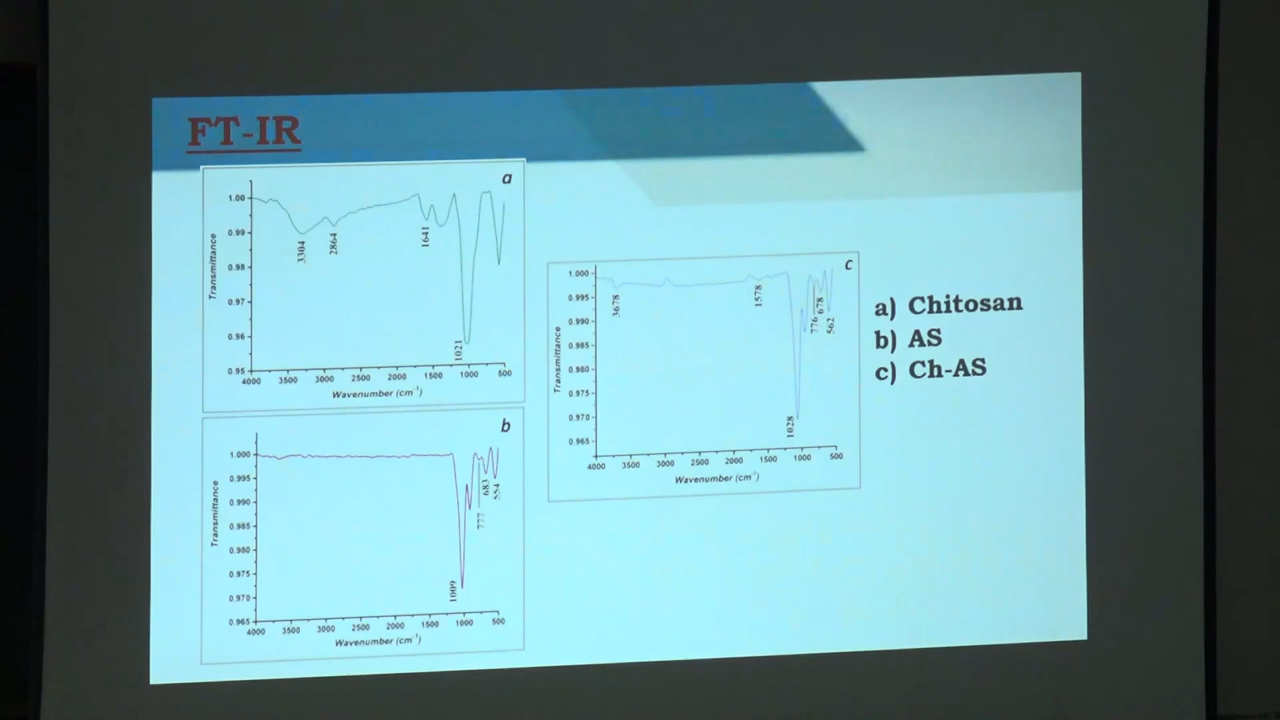 FT-IR
a
1.00
0.99
0.98
0.97
0.96
0.95
Transmittance
3304
2864
1641
1021
4000 3500 3000 2500 2000 1500 1000 500
Wavenumber (cm⁻¹)
b
1.000
0.995
0.990
0.985
0.980
0.975
0.970
0.965
Transmittance
1009
777
683
554
4000 3500 3000 2500 2000 1500 1000 500
Wavenumber (cm⁻¹)
c
1.000
0.995
0.990
0.985
0.980
0.975
0.970
0.965
Transmittance
3678
1578
1028
776
678
562
4000 3500 3000 2500 2000 1500 1000 500
Wavenumber (cm⁻¹)
a) Chitosan
b) AS
c) Ch-AS